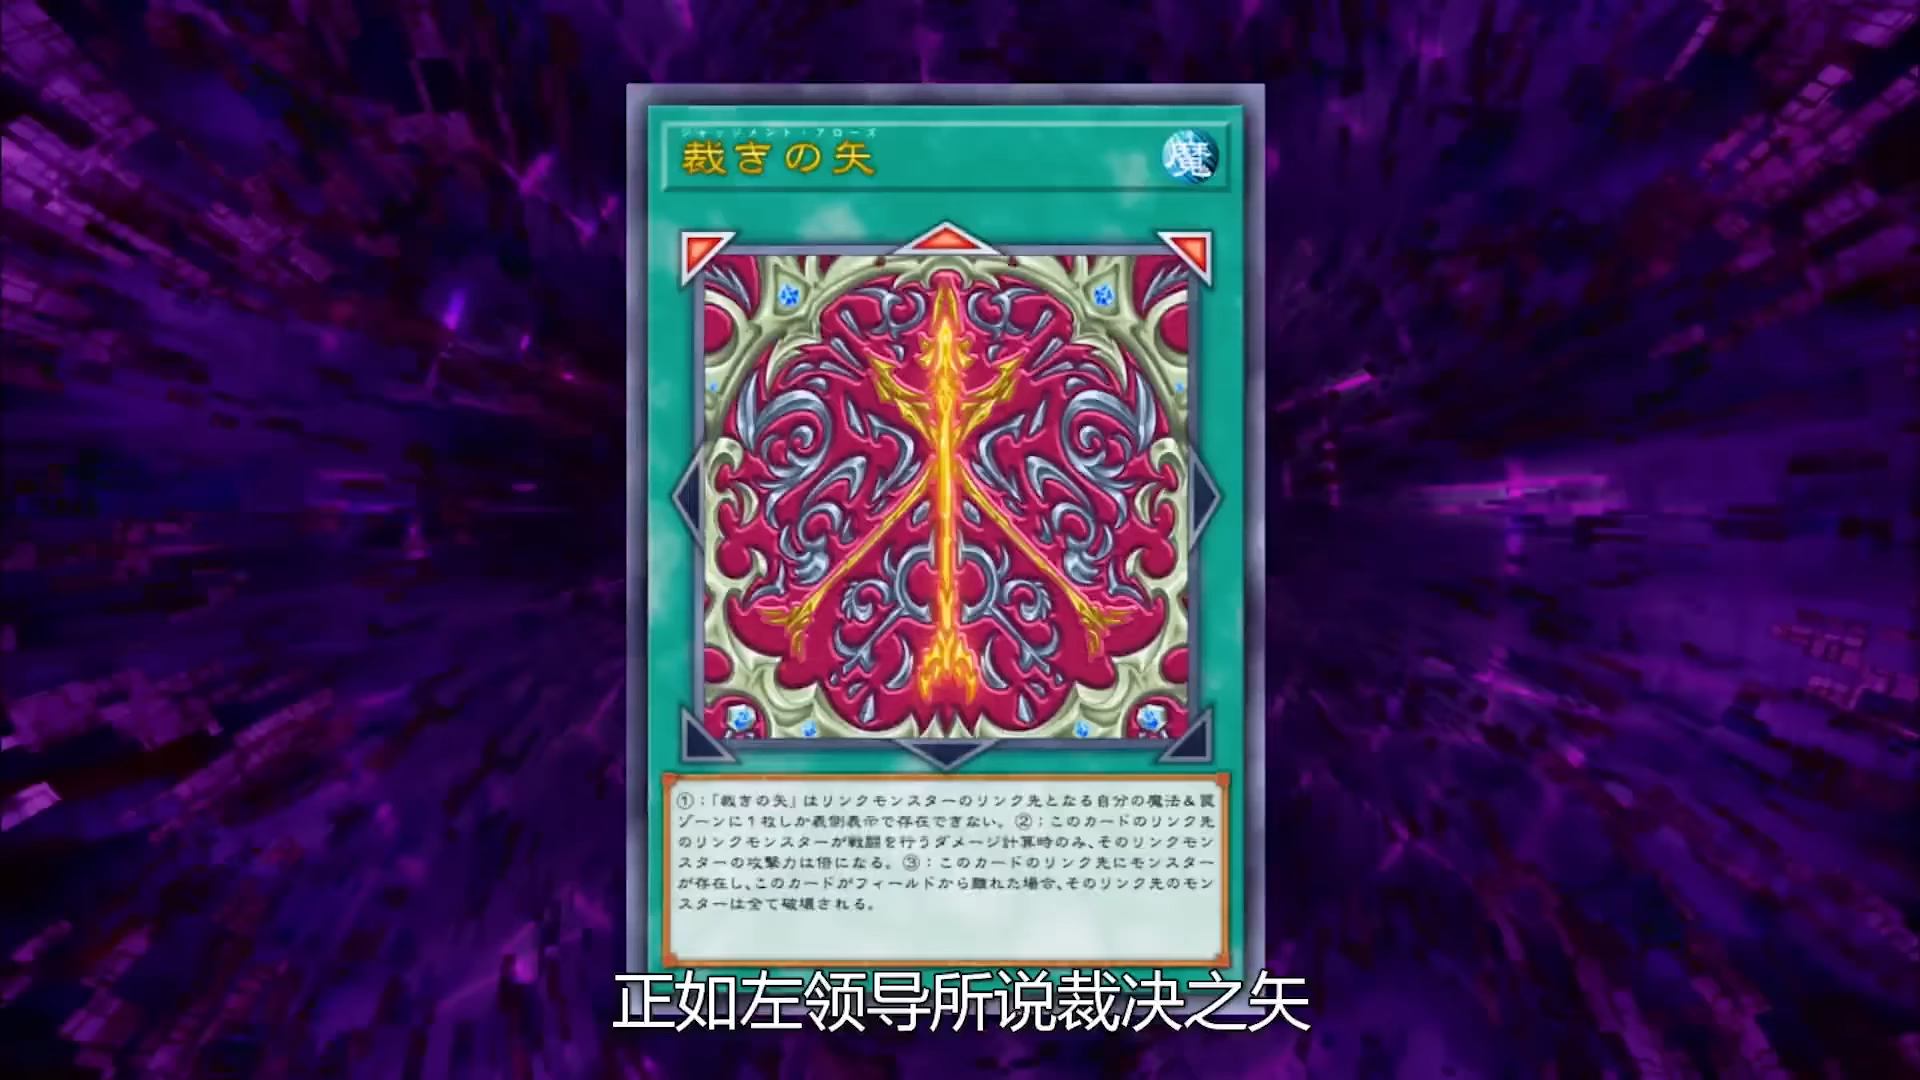 ジャッジメント・アローズ
裁きの矢
魔
①:「裁きの矢」はリンクモンスターのリンク先となる自分の魔法&罠
ゾーンに1枚しか表側表示で存在できない。②:このカードのリンク先
のリンクモンスターが戦闘を行うダメージ計算時のみ、そのリンクモン
スターの攻撃力は倍になる。③:このカードのリンク先にモンスター
が存在し、このカードがフィールドから離れた場合、そのリンク先のモン
スターは全て破壊される。
正如左领导所说裁决之矢